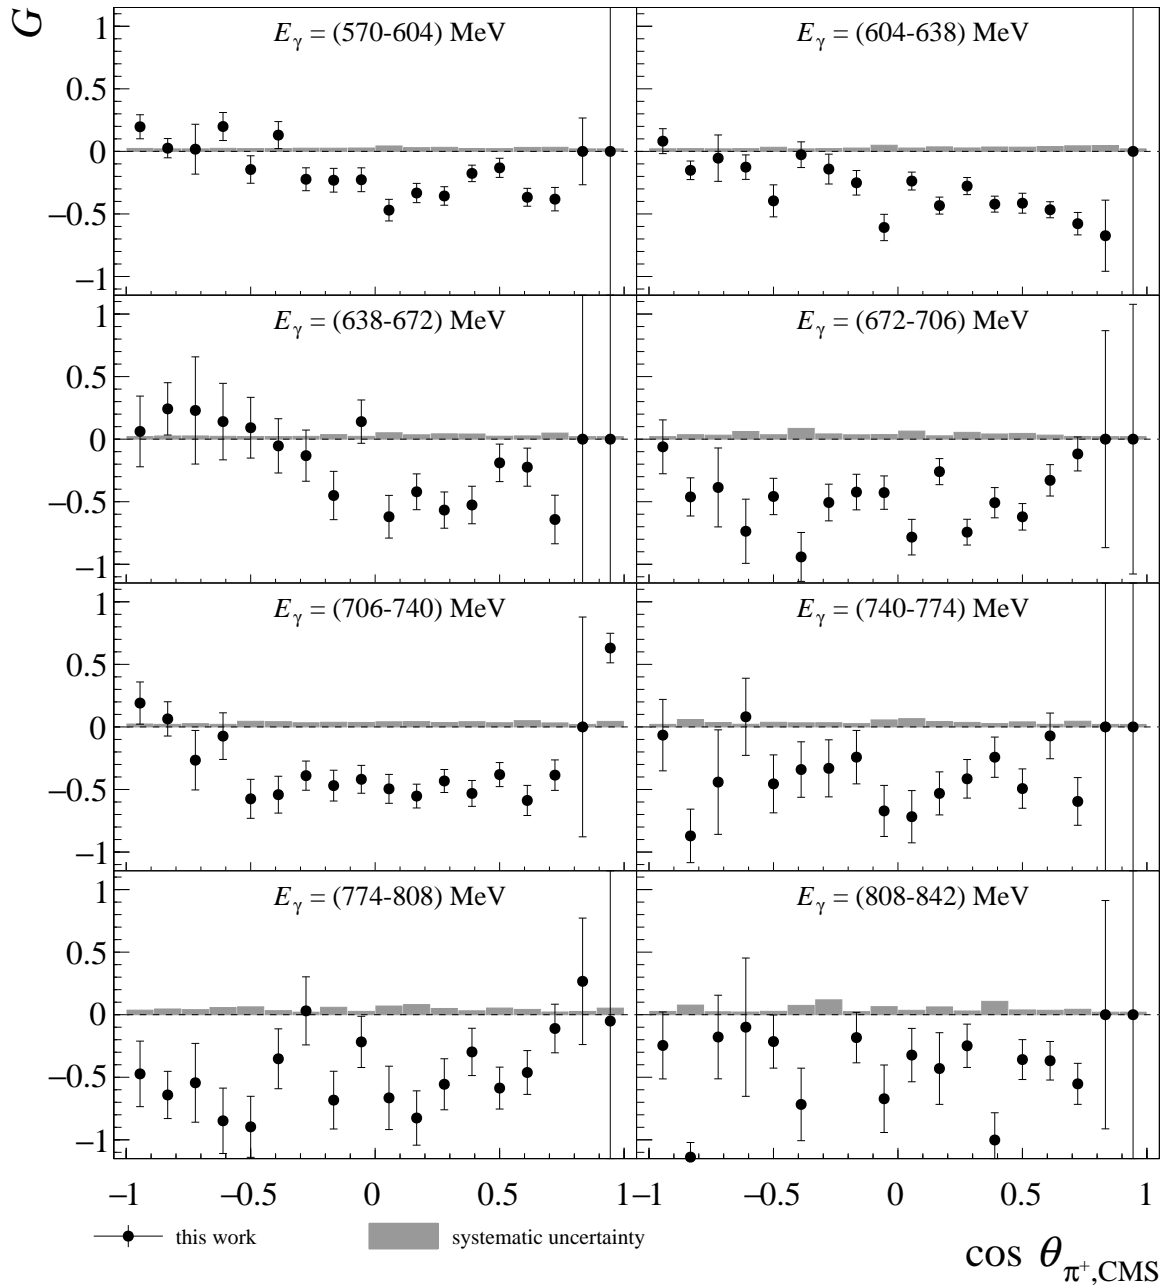 G
E_γ = (570-604) MeV
E_γ = (604-638) MeV
1
0.5
0
−0.5
−1
E_γ = (638-672) MeV
E_γ = (672-706) MeV
1
0.5
0
−0.5
−1
E_γ = (706-740) MeV
E_γ = (740-774) MeV
1
0.5
0
−0.5
−1
E_γ = (774-808) MeV
E_γ = (808-842) MeV
1
0.5
0
−0.5
−1
−1 −0.5 0 0.5 1 −1 −0.5 0 0.5 1
this work systematic uncertainty
cos θ_π⁺,CMS